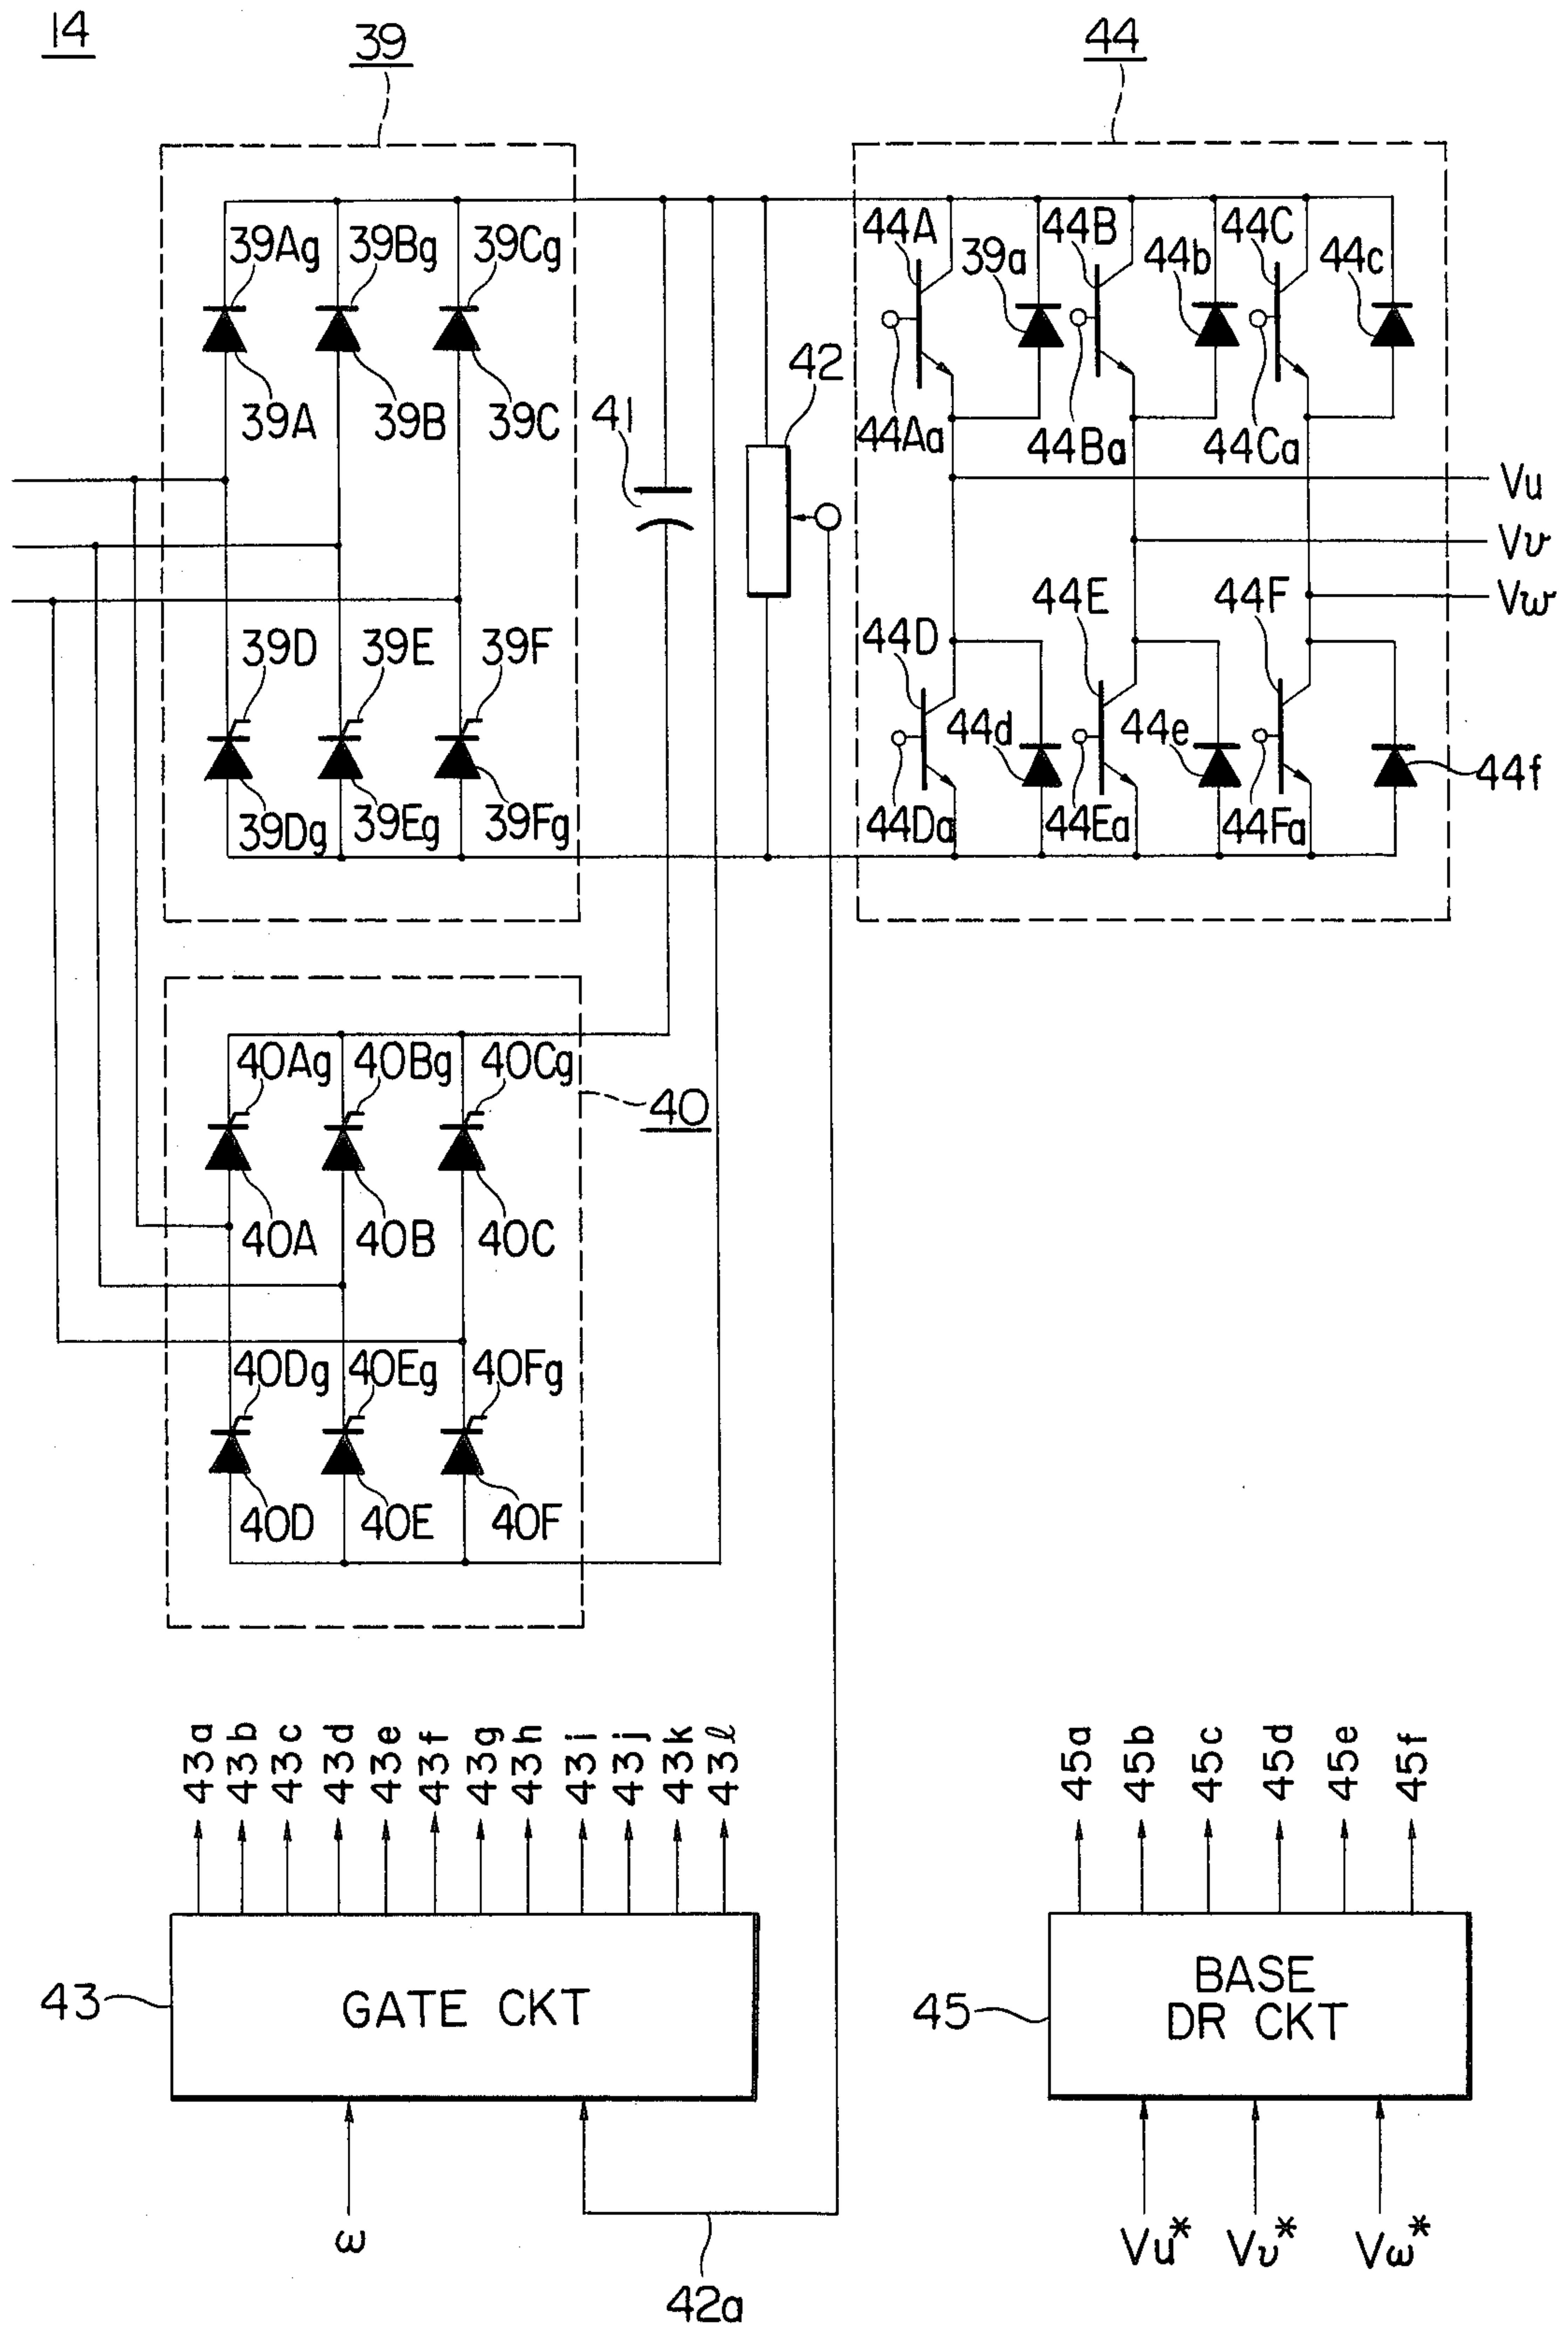 14
39
44
39Ag 39Bg 39Cg
44A 39a 44B 44b 44C 44c
39A 39B 39C
41
42
44Aa 44Ba 44Ca
Vu
Vv
Vw
39D 39E 39F
44D 44E 44F
44d 44e 44f
39Dg 39Eg 39Fg
44Da 44Ea 44Fa
40Ag 40Bg 40Cg
40
40A 40B 40C
40Dg 40Eg 40Fg
40D 40E 40F
43a 43b 43c 43d 43e 43f 43g 43h 43i 43j 43k 43ℓ
45a 45b 45c 45d 45e 45f
43
GATE CKT
45
BASE
DR CKT
ω
42a
Vu* Vv* Vω*